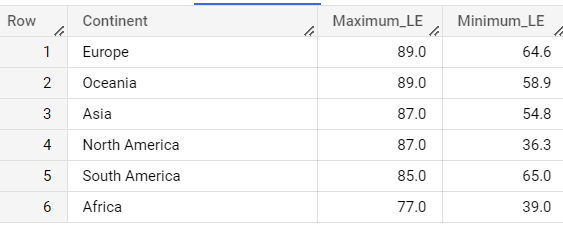 Row Continent Maximum_LE Minimum_LE
1 Europe 89.0 64.6
2 Oceania 89.0 58.9
3 Asia 87.0 54.8
4 North America 87.0 36.3
5 South America 85.0 65.0
6 Africa 77.0 39.0